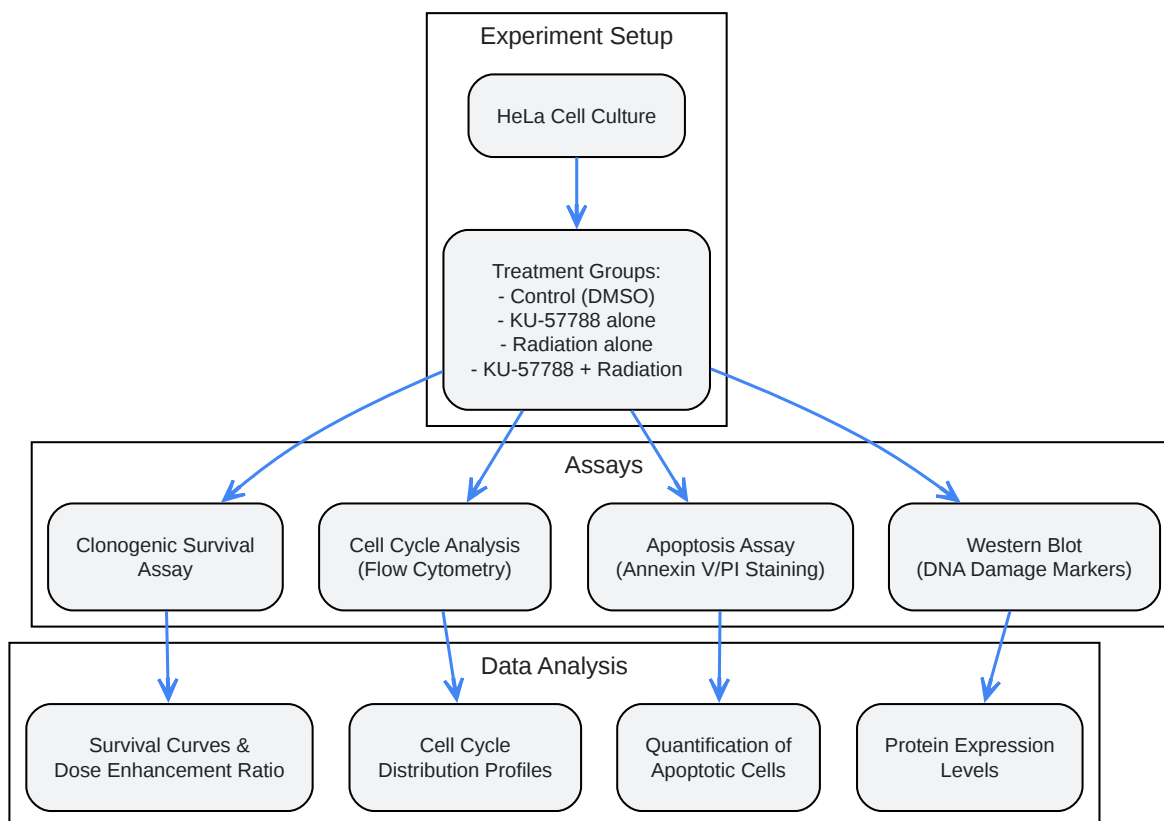 Experiment Setup
HeLa Cell Culture
Treatment Groups:
- Control (DMSO)
- KU-57788 alone
- Radiation alone
- KU-57788 + Radiation
Assays
Clonogenic Survival
Assay
Cell Cycle Analysis
(Flow Cytometry)
Apoptosis Assay
(Annexin V/PI Staining)
Western Blot
(DNA Damage Markers)
Data Analysis
Survival Curves &
Dose Enhancement Ratio
Cell Cycle
Distribution Profiles
Quantification of
Apoptotic Cells
Protein Expression
Levels